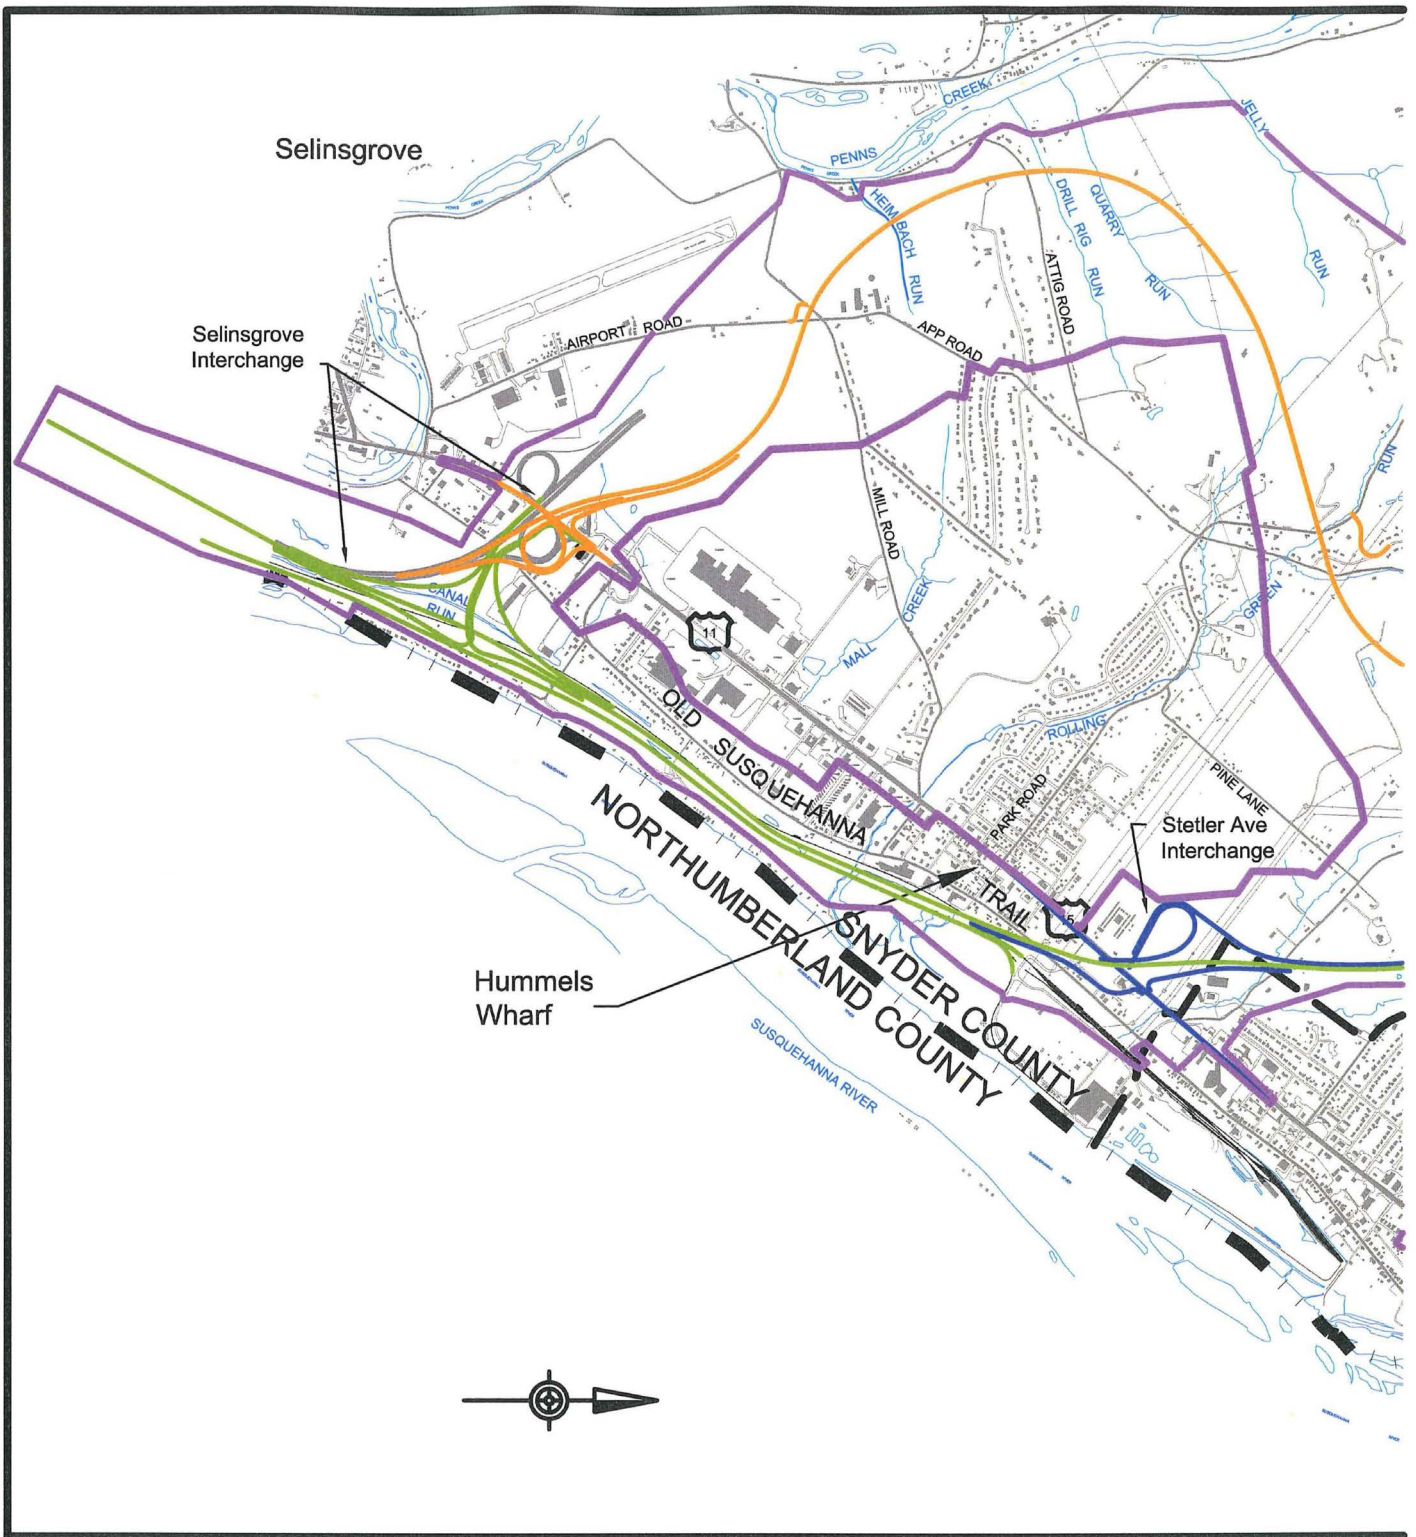 CREEK
JELLY
Selinsgrove
PENNS
HEIM BACH RUN
DRILL RIG RUN
QUARRY RUN
RUN
ATTIG ROAD
Selinsgrove
Interchange
AIRPORT ROAD
APP ROAD
RUN
MILL ROAD
CANAL
RUN
CREEK
GREEN
11
MALL
OLD SUSQUEHANNA TRAIL
ROLLING
PINE LANE
PARK ROAD
Stetler Ave
Interchange
NORTHUMBERLAND COUNTY
SNYDER COUNTY
Hummels
Wharf
SUSQUEHANNA RIVER